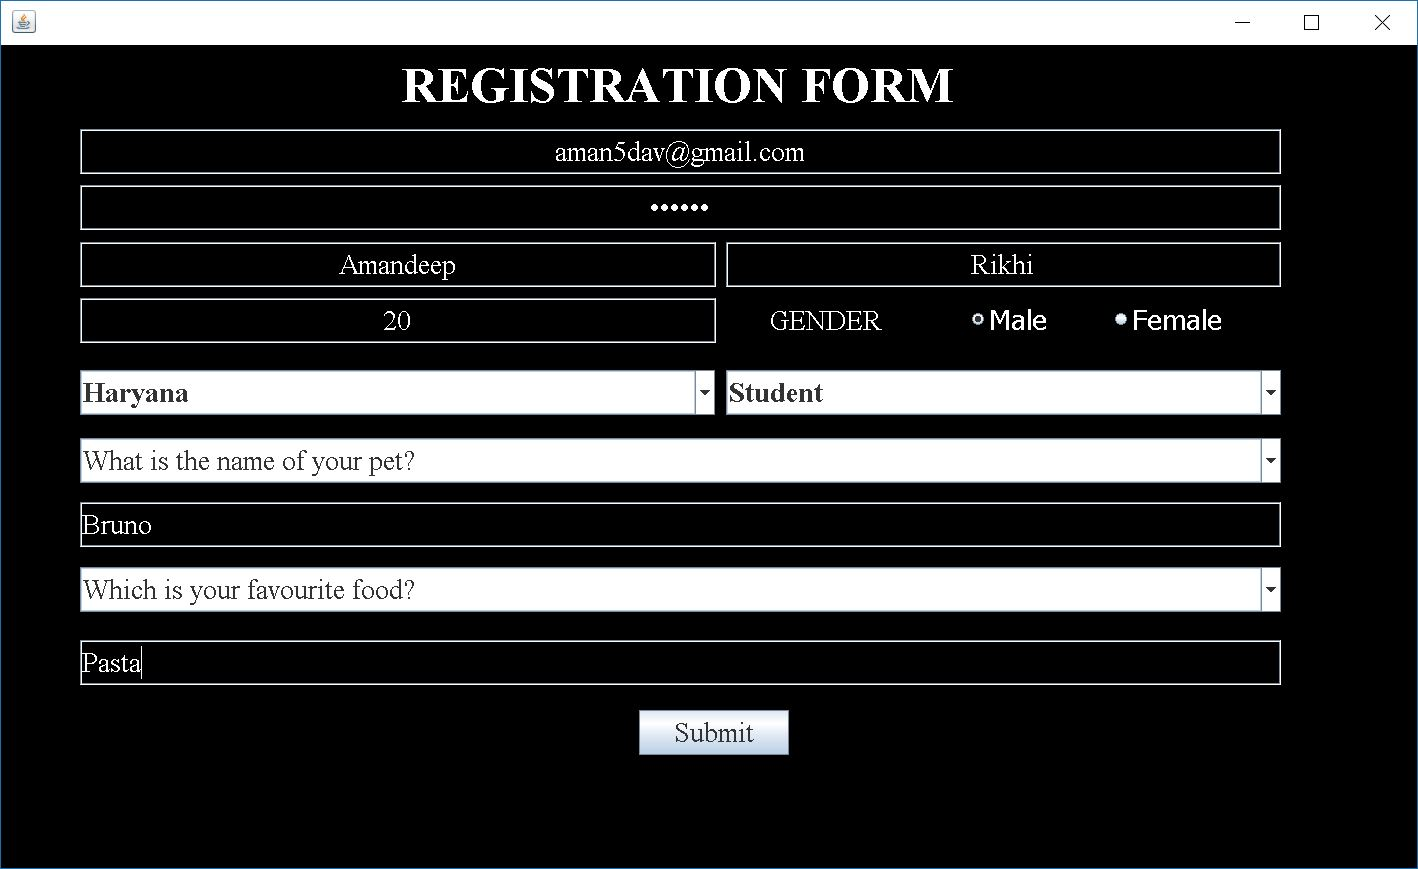 REGISTRATION FORM
aman5dav@gmail.com
••••••
Amandeep Rikhi
20 GENDER Male Female
Haryana Student
What is the name of your pet?
Bruno
Which is your favourite food?
Pasta
Submit